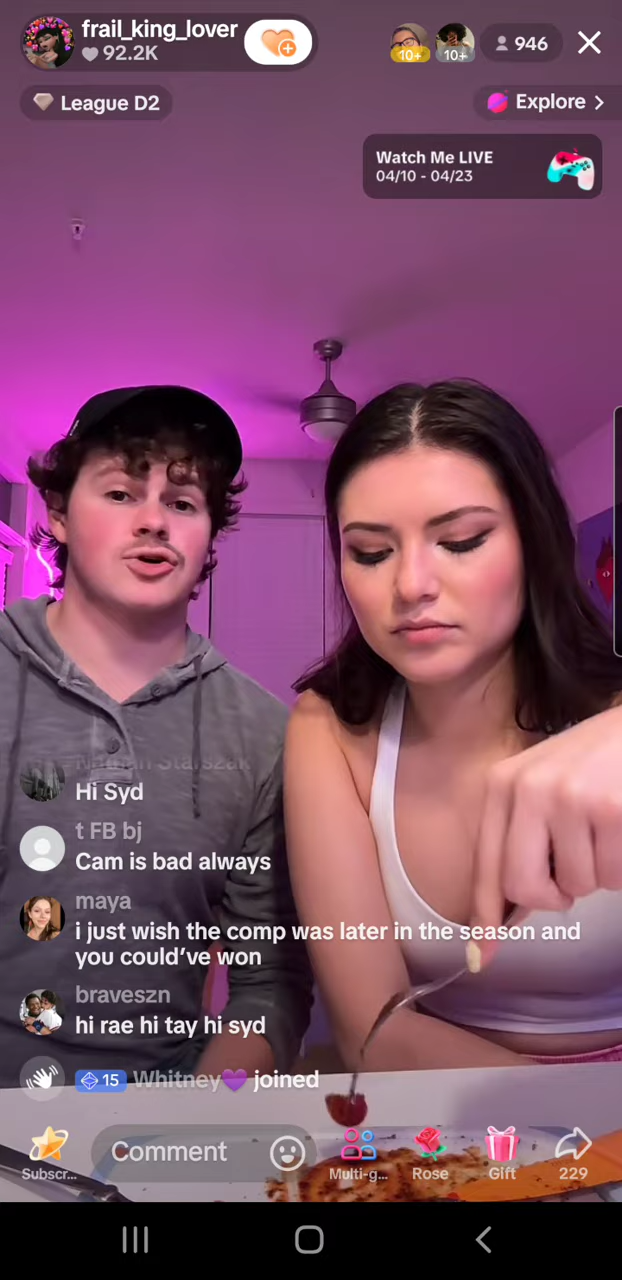 frail_king_lover
92.2K
10+
10+
946
League D2
Explore
Watch Me LIVE
04/10 - 04/23
Nathan Starszak
Hi Syd
t FB bj
Cam is bad always
maya
i just wish the comp was later in the season and
you could've won
braveszn
hi rae hi tay hi syd
15 Whitney💜 joined
Subscr...
Comment
Multi-g...
Rose
Gift
229